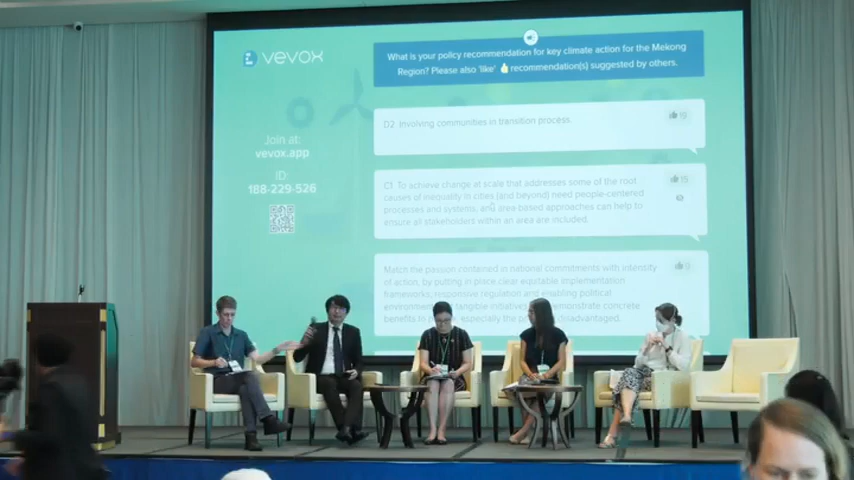 vevox
What is your policy recommendation for key climate action for the Mekong
Region? Please also 'like' 👍 recommendation(s) suggested by others.
Join at:
vevox.app
ID:
188-229-526
D2. Involving communities in transition process
C1. To achieve change at scale that addresses some of the root
causes of inequality in cities (and beyond) need people-centered
processes and systems, and area based approaches can help to
ensure all stakeholders within an area are included.
Match the passion contained in national commitments with intensity
of action, by putting in place clear equitable implementation
frameworks, responsive regulation and enabling political
environment tangible initiatives demonstrate concrete
benefits to especially the disadvantaged.